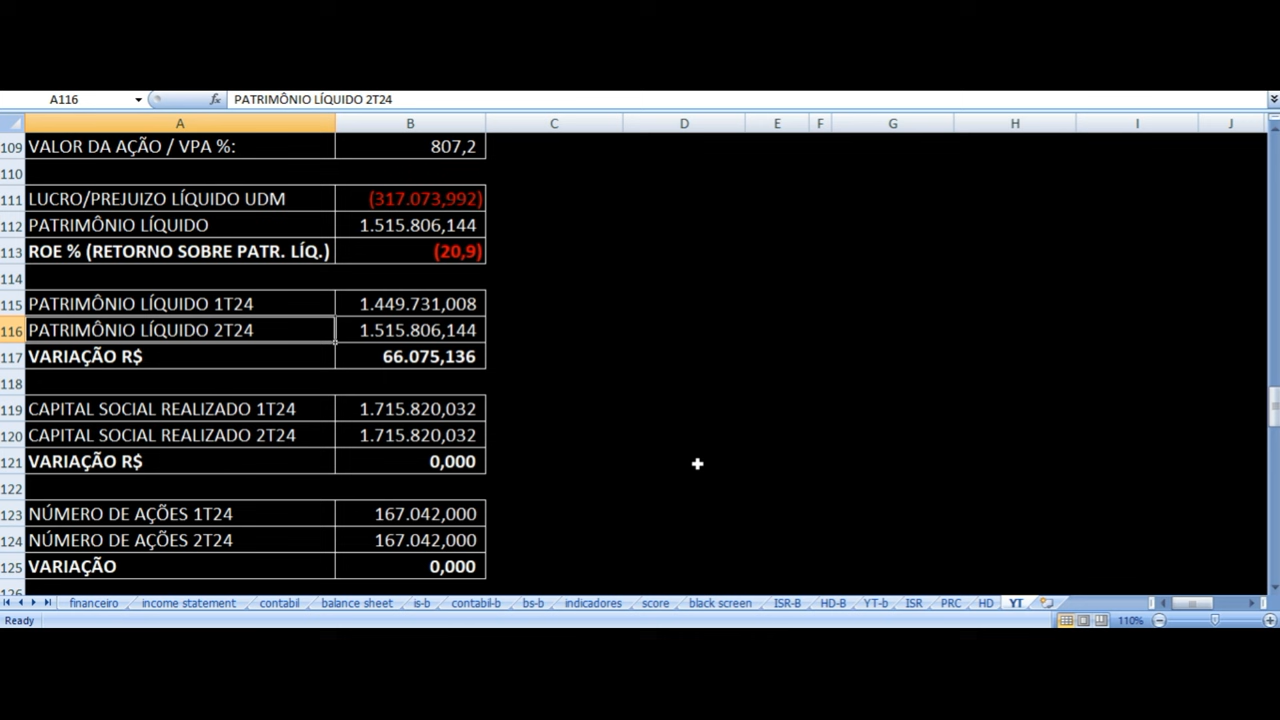 A116 fx PATRIMÔNIO LÍQUIDO 2T24
A B C D E F G H I J
109 VALOR DA AÇÃO / VPA %: 807,2
110
111 LUCRO/PREJUIZO LÍQUIDO UDM (317.073,992)
112 PATRIMÔNIO LÍQUIDO 1.515.806,144
113 ROE % (RETORNO SOBRE PATR. LÍQ.) (20,9)
114
115 PATRIMÔNIO LÍQUIDO 1T24 1.449.731,008
116 PATRIMÔNIO LÍQUIDO 2T24 1.515.806,144
117 VARIAÇÃO R$ 66.075,136
118
119 CAPITAL SOCIAL REALIZADO 1T24 1.715.820,032
120 CAPITAL SOCIAL REALIZADO 2T24 1.715.820,032
121 VARIAÇÃO R$ 0,000
122
123 NÚMERO DE AÇÕES 1T24 167.042,000
124 NÚMERO DE AÇÕES 2T24 167.042,000
125 VARIAÇÃO 0,000
126
financeiro income statement contabil balance sheet is-b contabil-b bs-b indicadores score black screen ISR-B HD-B YT-b ISR PRC HD YT
Ready 110%